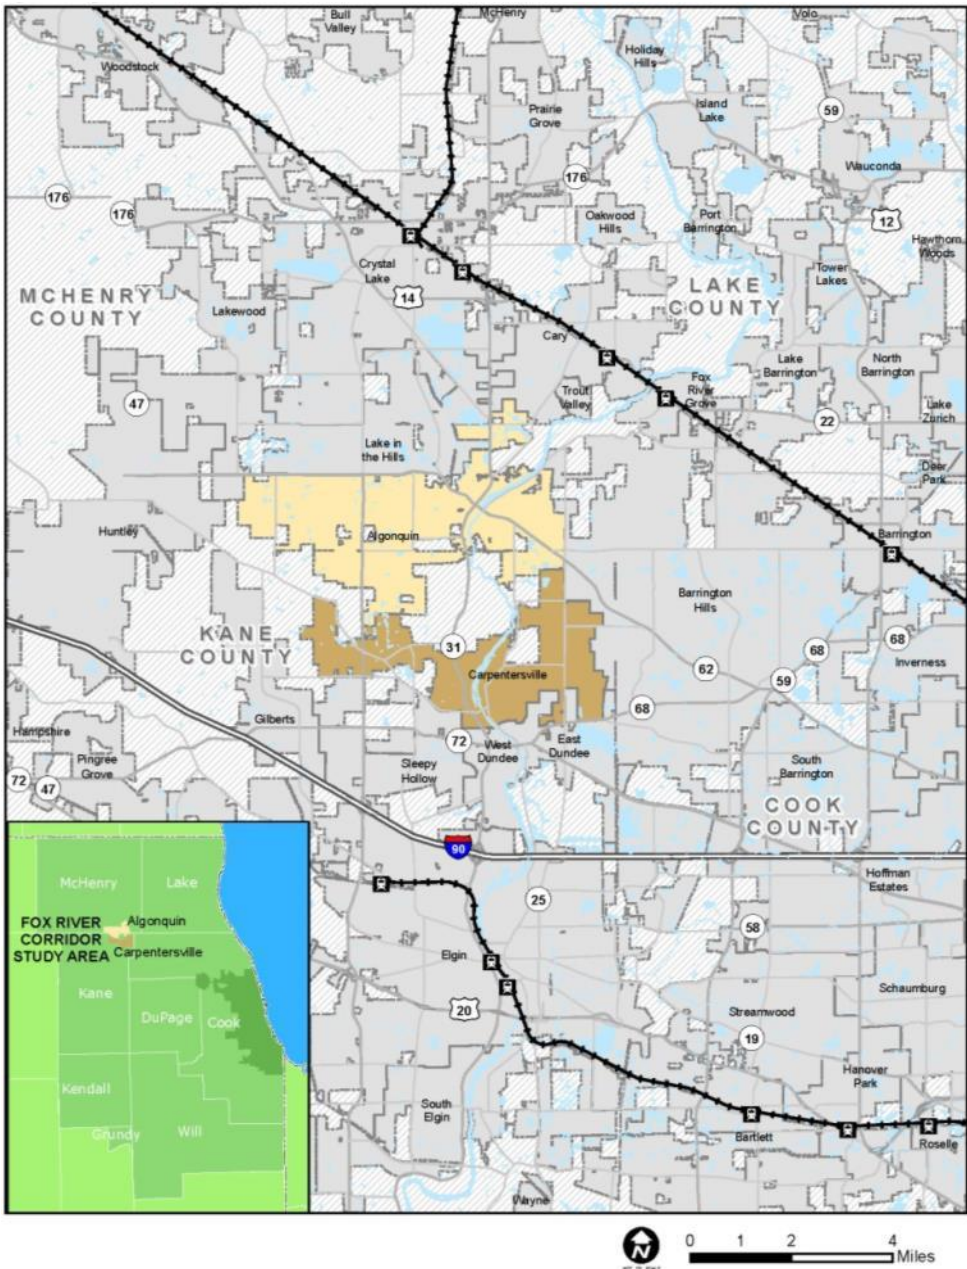 Bull
Valley
McHenry
Volo
Woodstock
Holiday
Hills
Prairie
Grove
Island
Lake
59
Wauconda
176
176
176
Oakwood
Hills
Port
Barrington
12
Hawthorn
Woods
Crystal
Lake
Tower
Lakes
MCHENRY
COUNTY
14
LAKE
COUNTY
Lakewood
Cary
Lake
Barrington
North
Barrington
Trout
Valley
Fox
River
Grove
47
22
Lake
Zurich
Lake in
the Hills
Deer
Park
Huntley
Algonquin
Barrington
Barrington
Hills
KANE
COUNTY
31
68
68
62
Inverness
Carpentersville
59
68
Gilberts
Hampshire
72
West
Dundee
East
Dundee
Pingree
Grove
Sleepy
Hollow
South
Barrington
72
47
COOK
COUNTY
90
Hoffman
Estates
McHenry
Lake
25
FOX RIVER
CORRIDOR
STUDY AREA
Algonquin
Carpentersville
58
Elgin
Kane
Schaumburg
DuPage
Cook
20
Streamwood
19
Hanover
Park
Kendall
South
Elgin
Grundy
Will
Bartlett
Roselle
Wayne
N
0 1 2 4
Miles